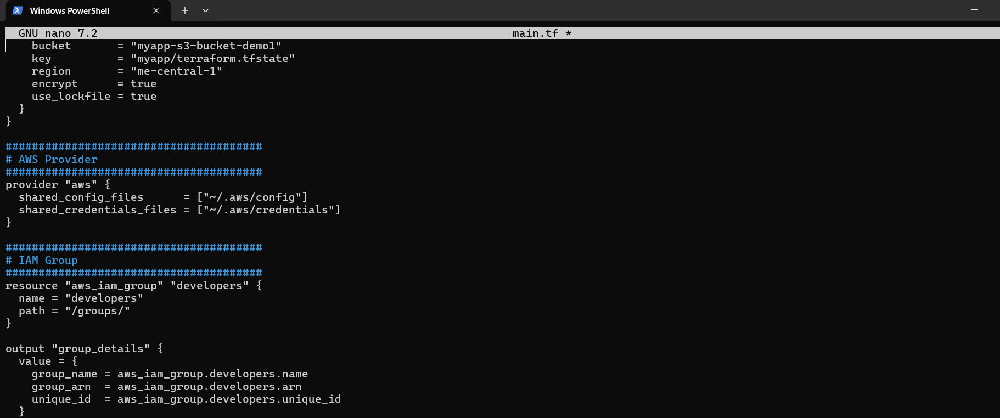 Windows PowerShell
GNU nano 7.2 main.tf *
    bucket       = "myapp-s3-bucket-demo1"
    key          = "myapp/terraform.tfstate"
    region       = "me-central-1"
    encrypt      = true
    use_lockfile = true
  }
}
#######################################
# AWS Provider
#######################################
provider "aws" {
  shared_config_files      = ["~/.aws/config"]
  shared_credentials_files = ["~/.aws/credentials"]
}
#######################################
# IAM Group
#######################################
resource "aws_iam_group" "developers" {
  name = "developers"
  path = "/groups/"
}
output "group_details" {
  value = {
    group_name = aws_iam_group.developers.name
    group_arn  = aws_iam_group.developers.arn
    unique_id  = aws_iam_group.developers.unique_id
  }